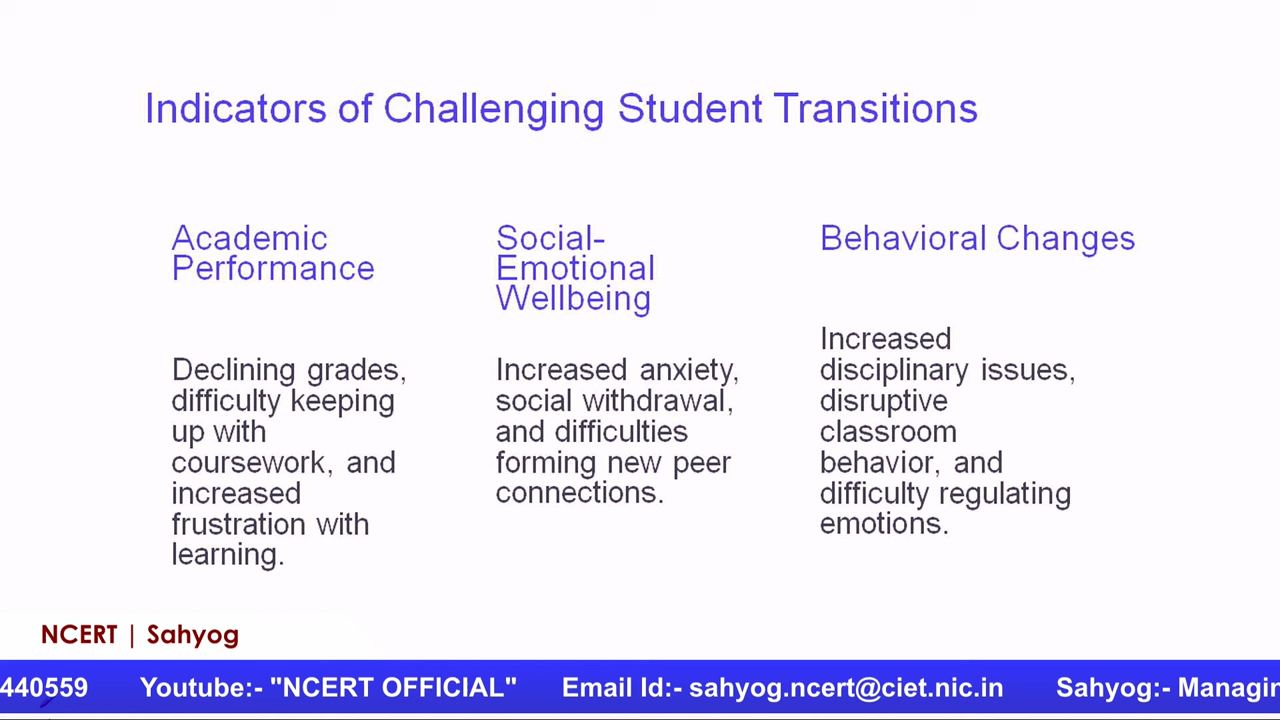 Indicators of Challenging Student Transitions
Academic
Performance
Declining grades,
difficulty keeping
up with
coursework, and
increased
frustration with
learning.
Social-
Emotional
Wellbeing
Increased anxiety,
social withdrawal,
and difficulties
forming new peer
connections.
Behavioral Changes
Increased
disciplinary issues,
disruptive
classroom
behavior, and
difficulty regulating
emotions.
NCERT | Sahyog
440559 Youtube:- "NCERT OFFICIAL" Email Id:- sahyog.ncert@ciet.nic.in Sahyog:-